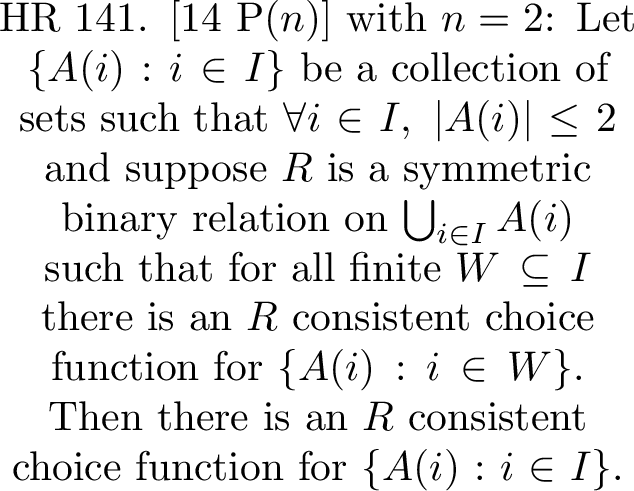 HR 141. [14 P(n)] with n = 2: Let
{A(i) : i ∈ I} be a collection of
sets such that ∀i ∈ I, |A(i)| ≤ 2
and suppose R is a symmetric
binary relation on ⋃_{i∈I} A(i)
such that for all finite W ⊆ I
there is an R consistent choice
function for {A(i) : i ∈ W}.
Then there is an R consistent
choice function for {A(i) : i ∈ I}.